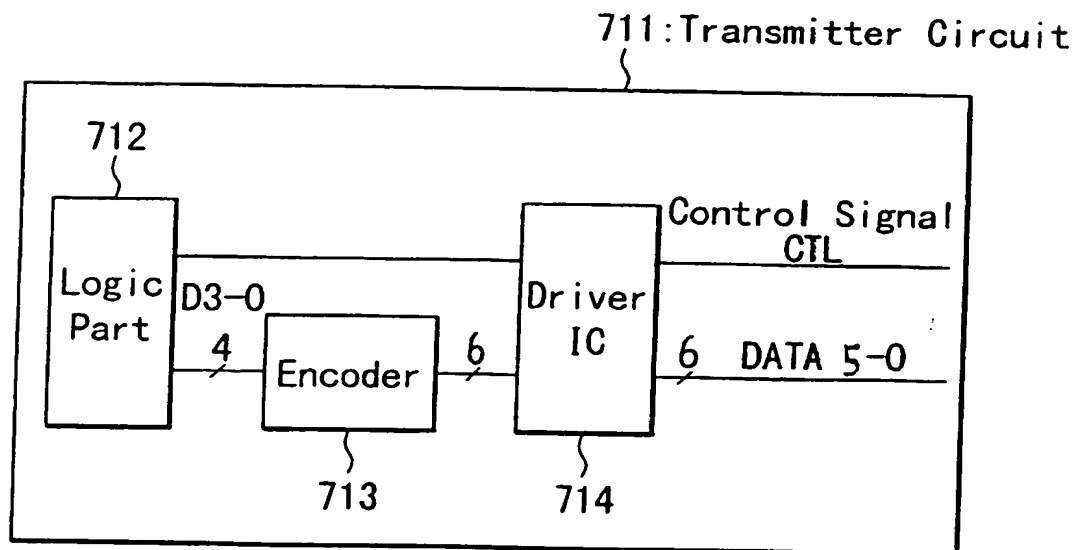 711:Transmitter Circuit
712
Logic
Part
D3-0
4
Encoder
713
6
Driver
IC
714
Control Signal
CTL
6
DATA 5-0